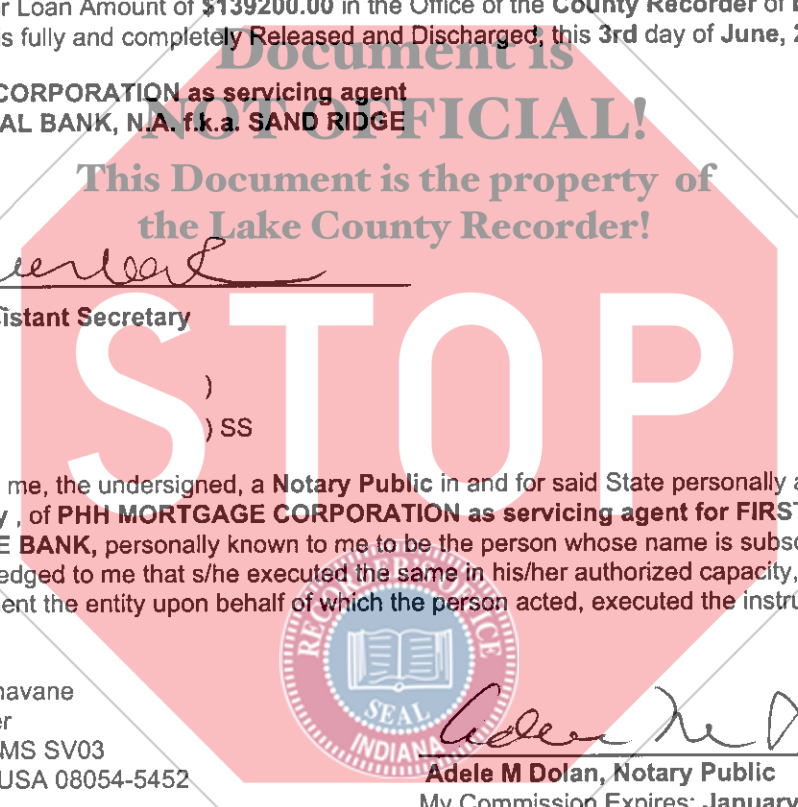 r Loan Amount of $139200.00 in the Office of the County Recorder of
s fully and completely Released and Discharged, this 3rd day of June, 2
Document is
CORPORATION as servicing agent
AL BANK, N.A. f.k.a. SAND RIDGE
NOT OFFICIAL!
This Document is the property of
the Lake County Recorder!
istant Secretary
STOP
)
) SS
me, the undersigned, a Notary Public in and for said State personally a
y , of PHH MORTGAGE CORPORATION as servicing agent for FIRST
E BANK, personally known to me to be the person whose name is subsc
edged to me that s/he executed the same in his/her authorized capacity,
ent the entity upon behalf of which the person acted, executed the instru
RECORDER'S OFFICE
SEAL
INDIANA
navane
er
MS SV03
USA 08054-5452
Adele M D
Adele M Dolan, Notary Public
My Commission Expires: January